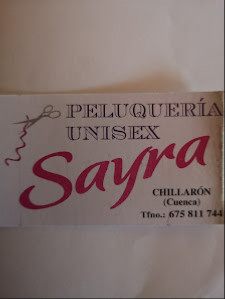 PELUQUERÍA
UNISEX
Sayra
CHILLARÓN
(Cuenca)
Tfno.: 675 811 744